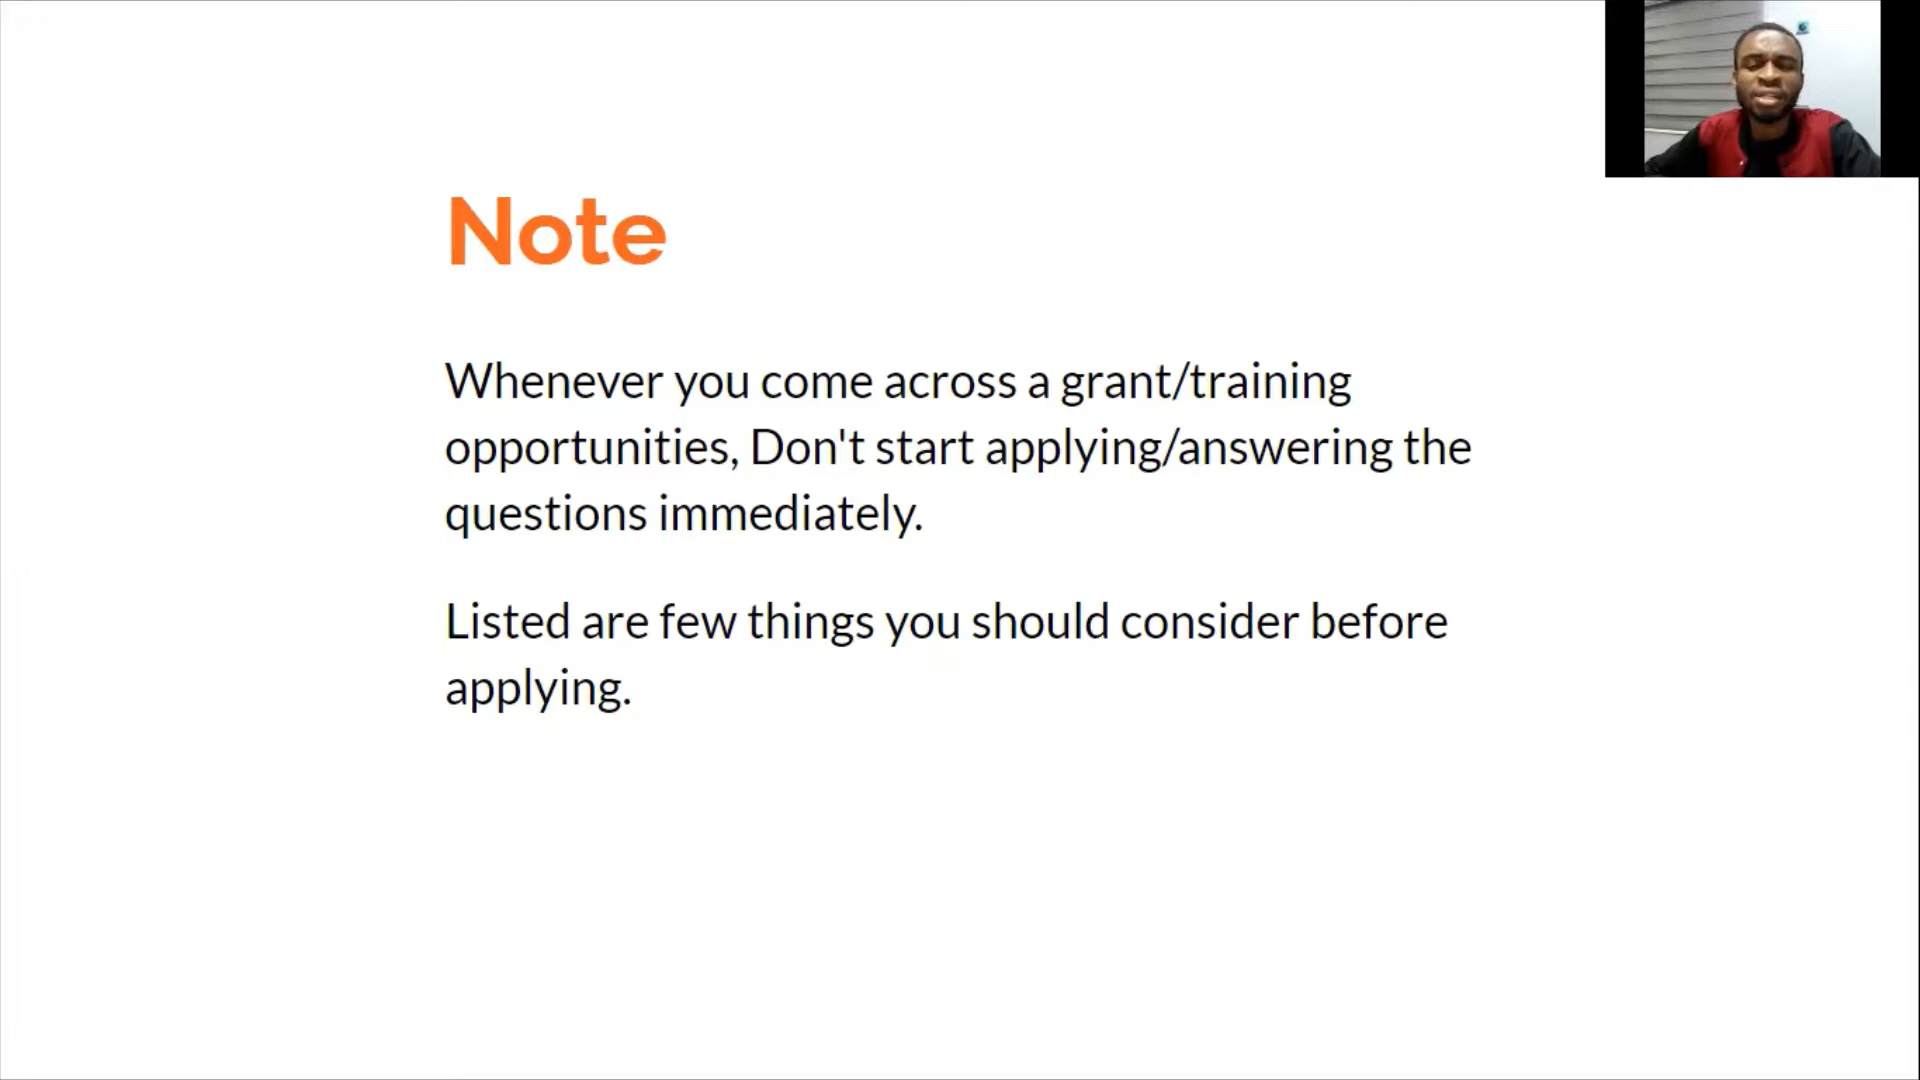 Note
Whenever you come across a grant/training
opportunities, Don't start applying/answering the
questions immediately.
Listed are few things you should consider before
applying.